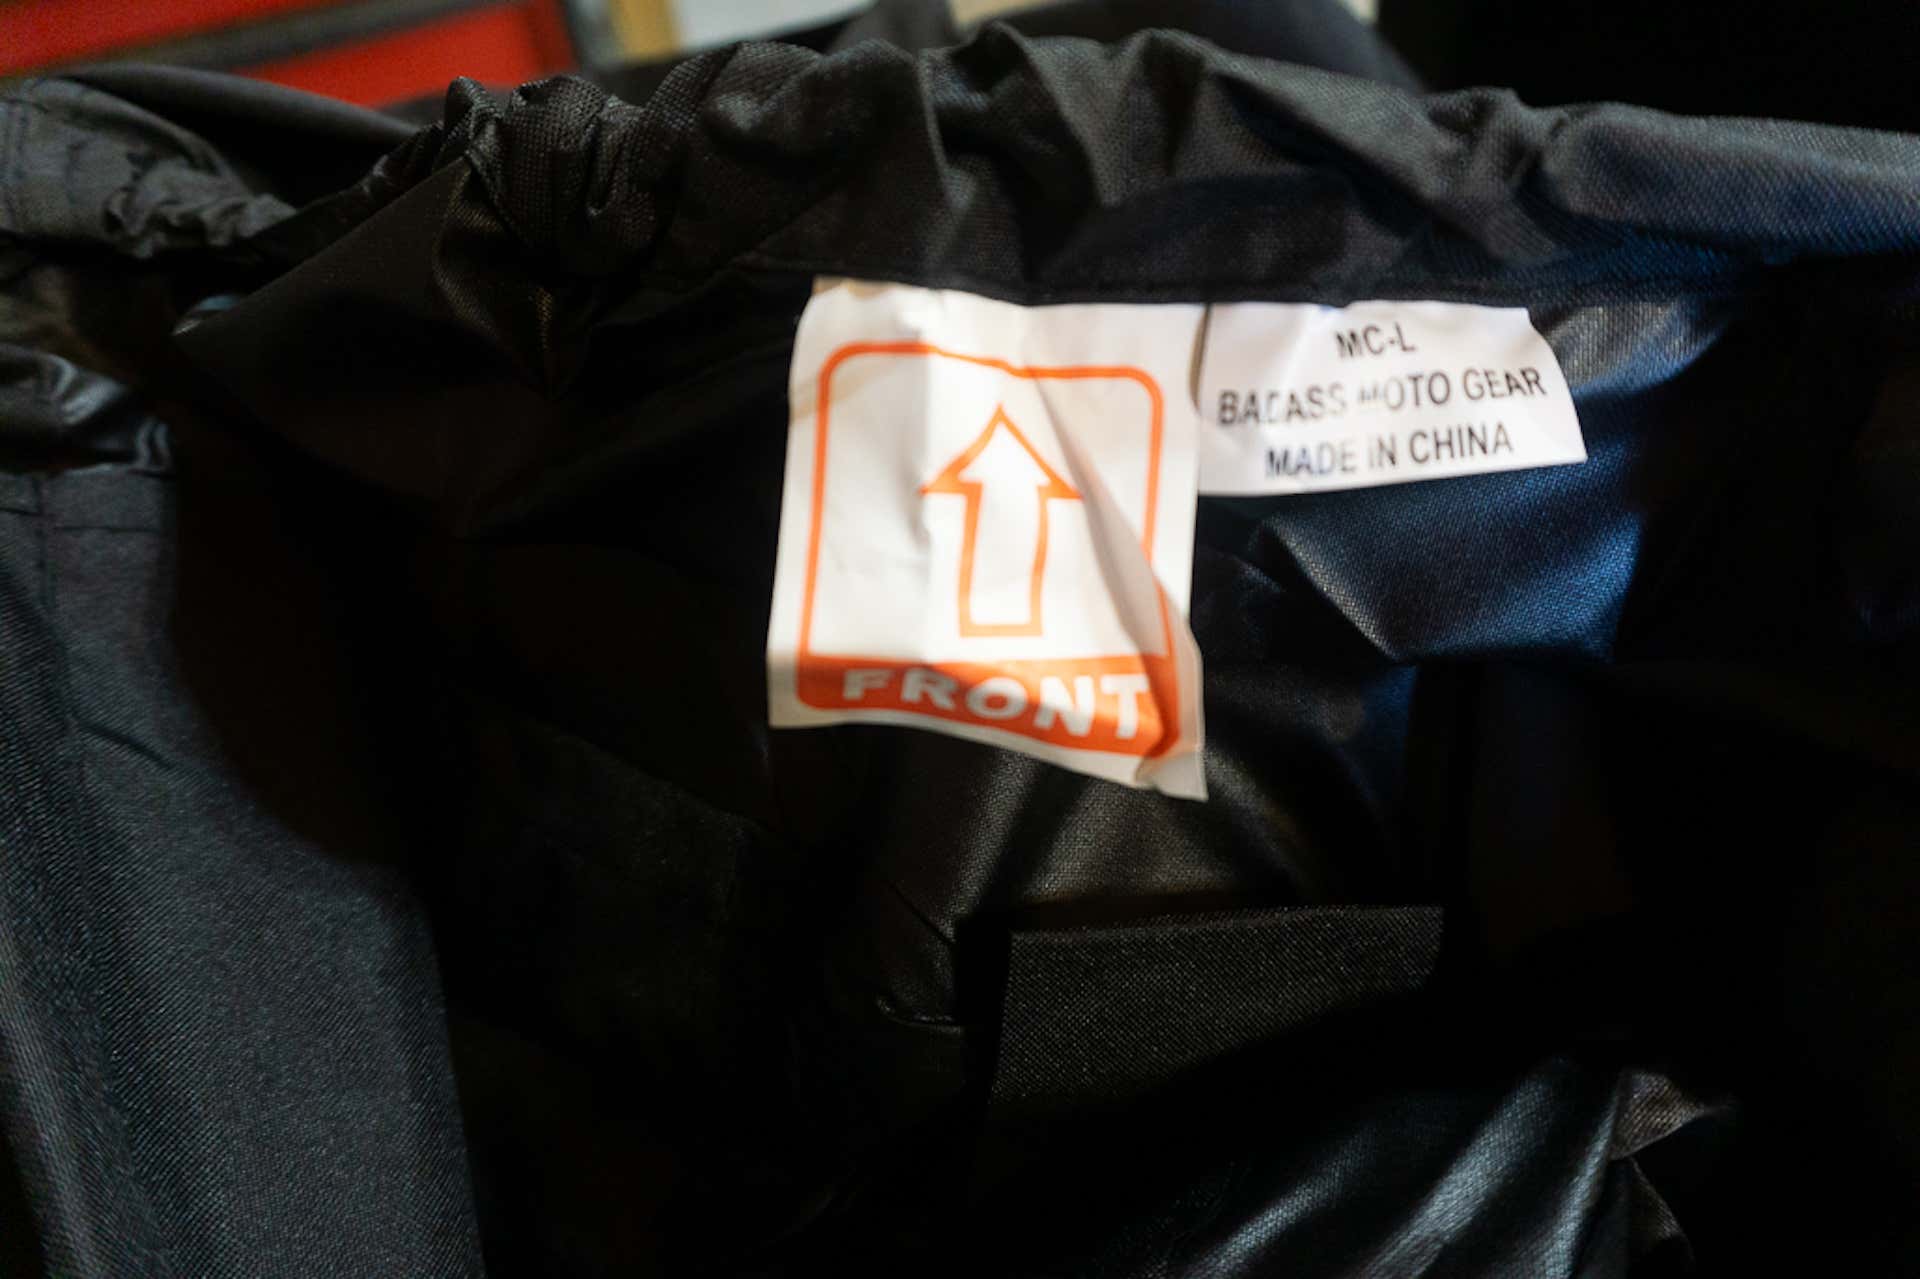 FRONT
MC-L
BADASS MOTO GEAR
MADE IN CHINA